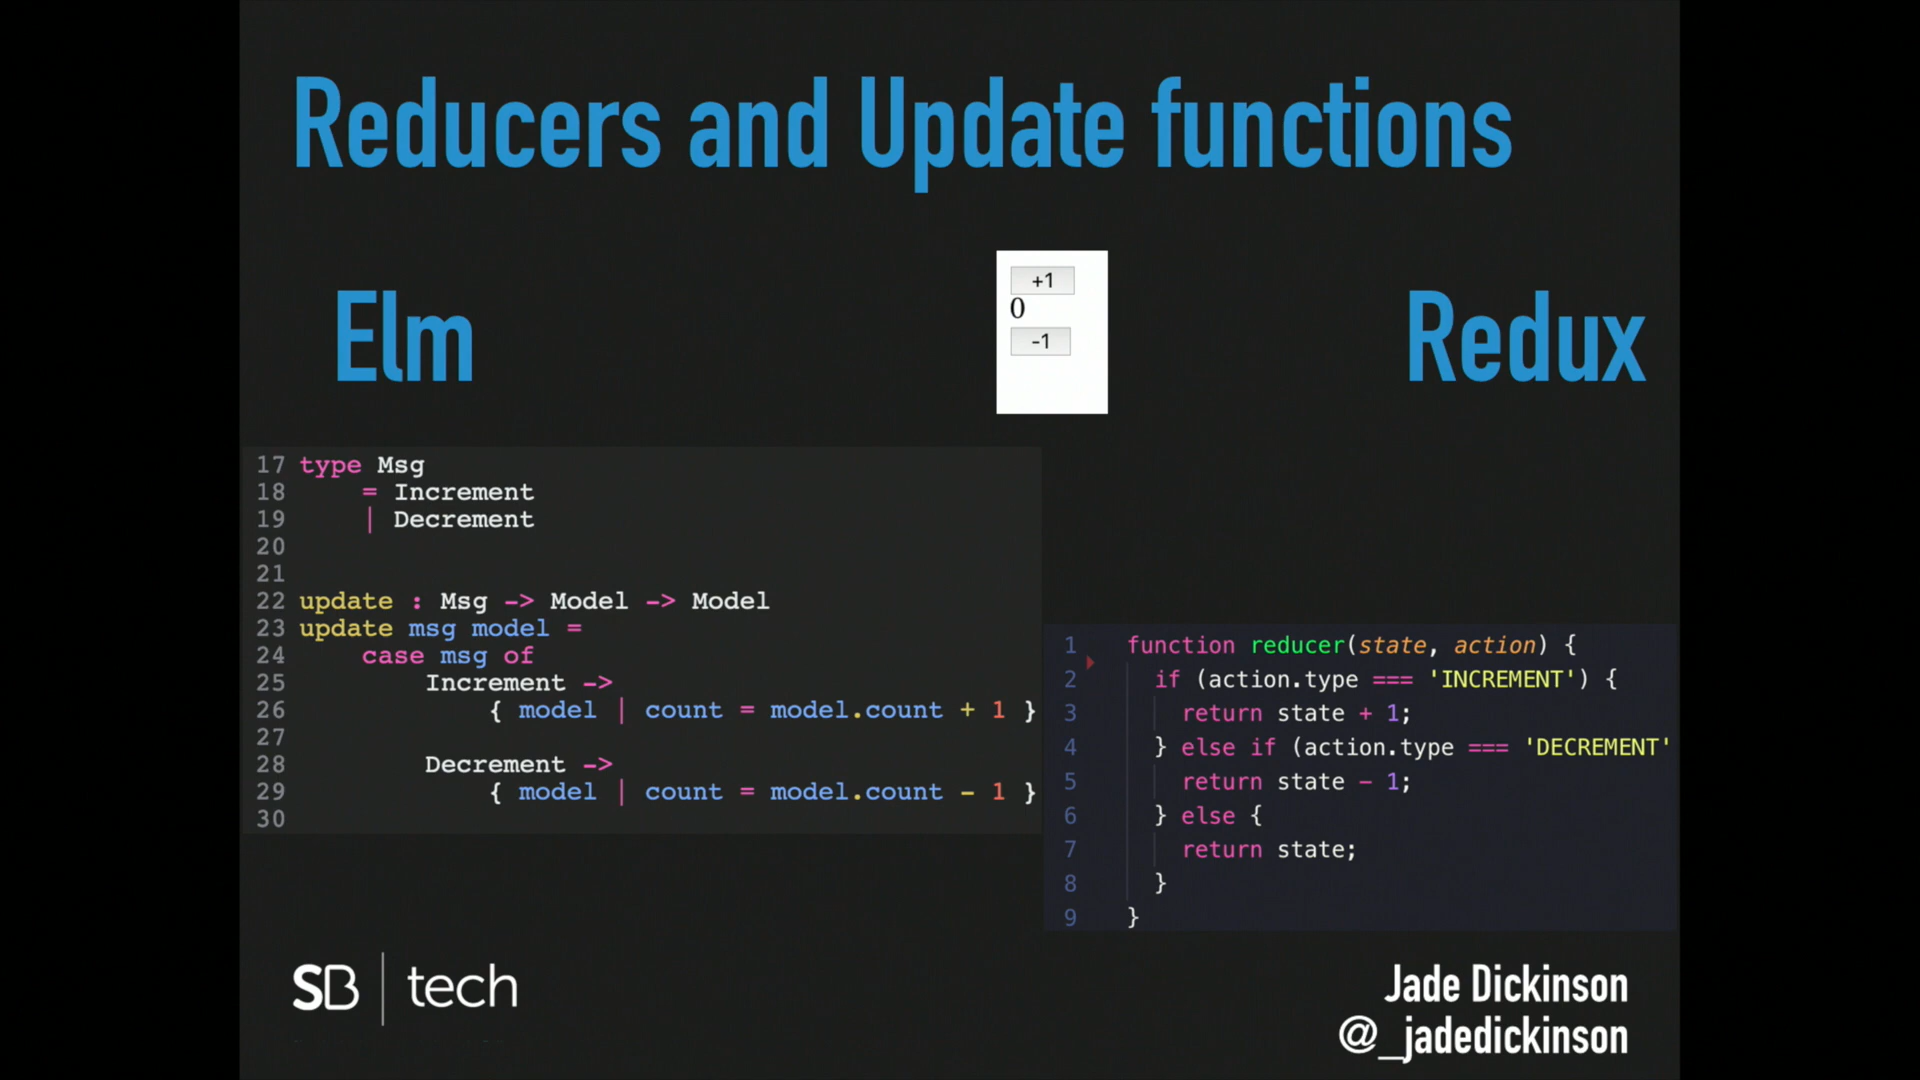 Reducers and Update functions
Elm
+1
0
-1
Redux
17 type Msg
18     = Increment
19     | Decrement
20
21
22 update : Msg -> Model -> Model
23 update msg model =
24     case msg of
25         Increment ->
26             { model | count = model.count + 1 }
27
28         Decrement ->
29             { model | count = model.count - 1 }
30
1 function reducer(state, action) {
2   if (action.type === 'INCREMENT') {
3     return state + 1;
4   } else if (action.type === 'DECREMENT'
5     return state - 1;
6   } else {
7     return state;
8   }
9 }
SB | tech
Jade Dickinson
@_jadedickinson